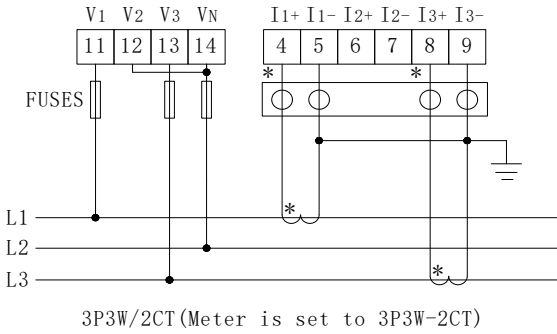 V1 V2 V3 VN I1+ I1- I2+ I2- I3+ I3-
11 12 13 14 4 5 6 7 8 9
* *
FUSES
*
L1
L2
*
L3
3P3W/2CT(Meter is set to 3P3W-2CT)